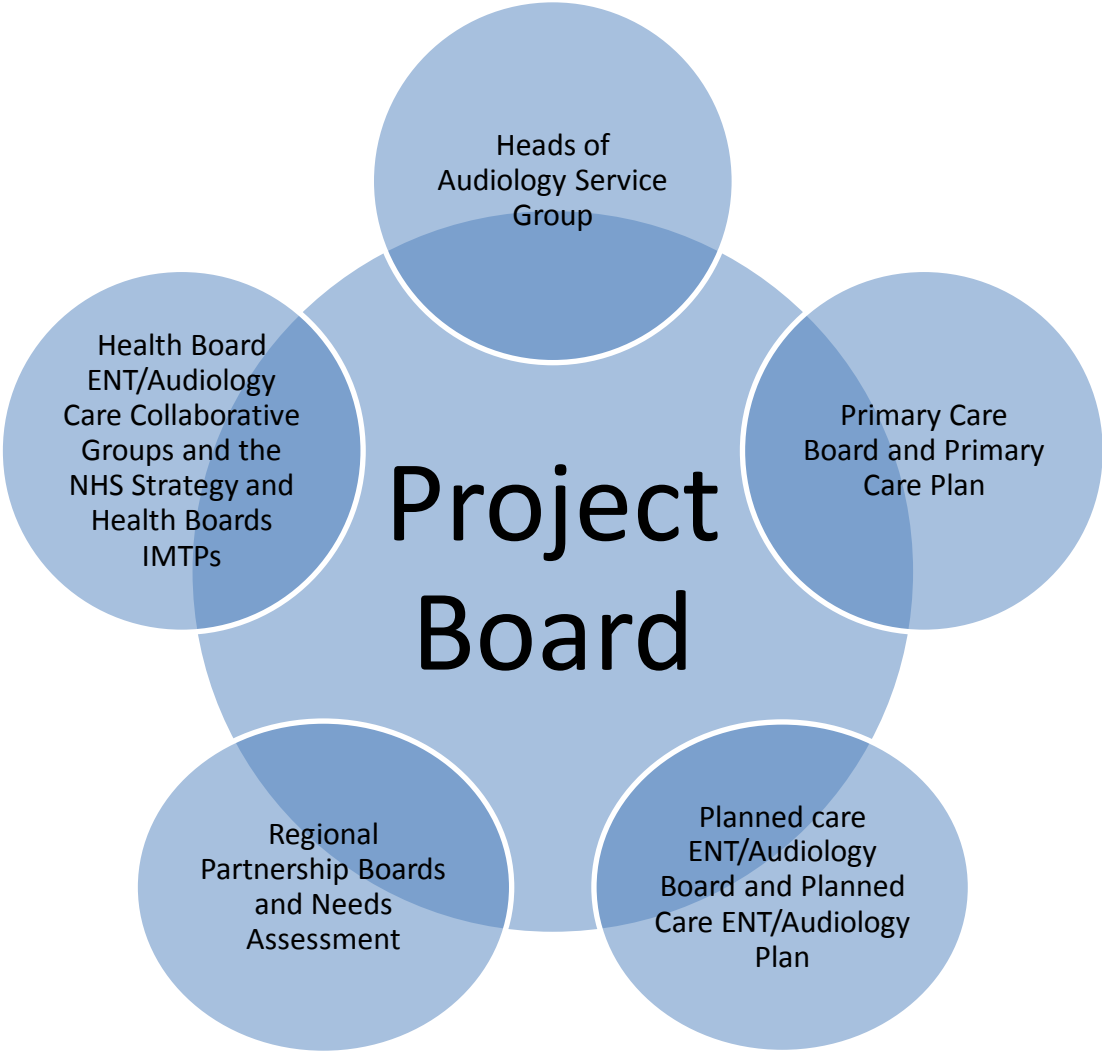 Heads of
Audiology Service
Group
Health Board
ENT/Audiology
Care Collaborative
Groups and the
NHS Strategy and
Health Boards
IMTPs
Primary Care
Board and Primary
Care Plan
Project
Board
Regional
Partnership Boards
and Needs
Assessment
Planned care
ENT/Audiology
Board and Planned
Care ENT/Audiology
Plan